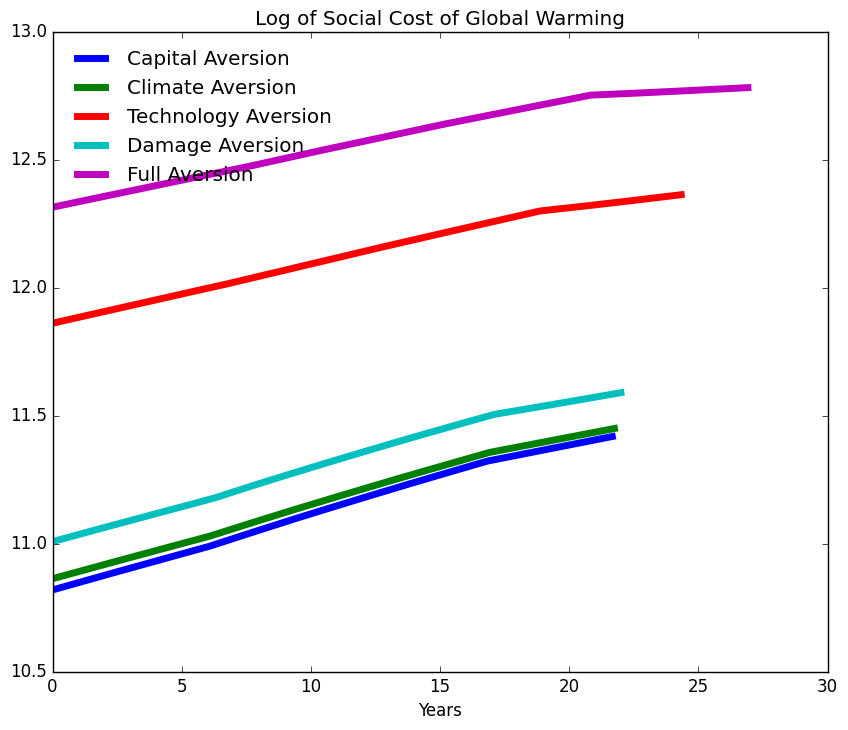 Log of Social Cost of Global Warming
13.0
12.5
12.0
11.5
11.0
10.5
Capital Aversion
Climate Aversion
Technology Aversion
Damage Aversion
Full Aversion
0 5 10 15 20 25 30
Years